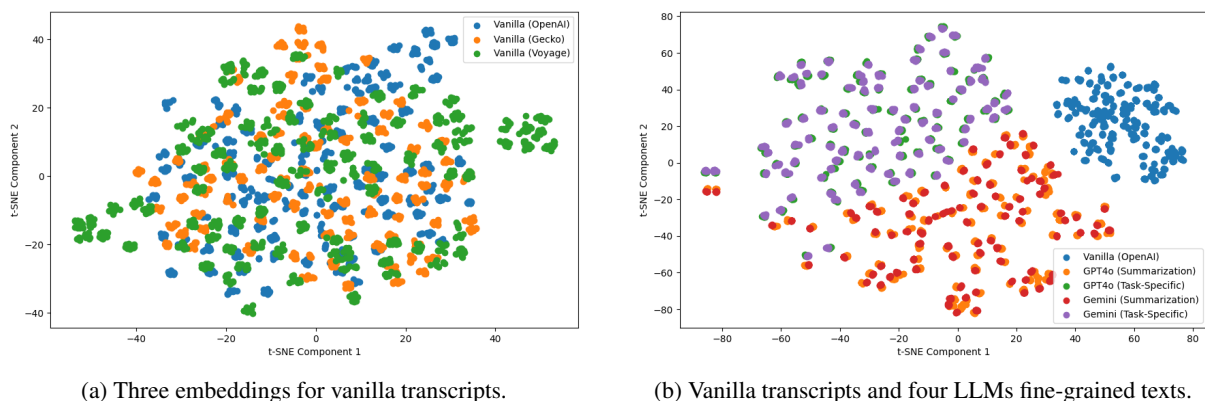 Vanilla (OpenAI)
Vanilla (Gecko)
Vanilla (Voyage)
40
20
0
−20
−40
t-SNE Component 2
−40
−20
0
20
40
t-SNE Component 1
(a) Three embeddings for vanilla transcripts.
80
60
40
20
0
−20
−40
−60
−80
t-SNE Component 2
Vanilla (OpenAI)
GPT4o (Summarization)
GPT4o (Task-Specific)
Gemini (Summarization)
Gemini (Task-Specific)
−80
−60
−40
−20
0
20
40
60
80
t-SNE Component 1
(b) Vanilla transcripts and four LLMs fine-grained texts.